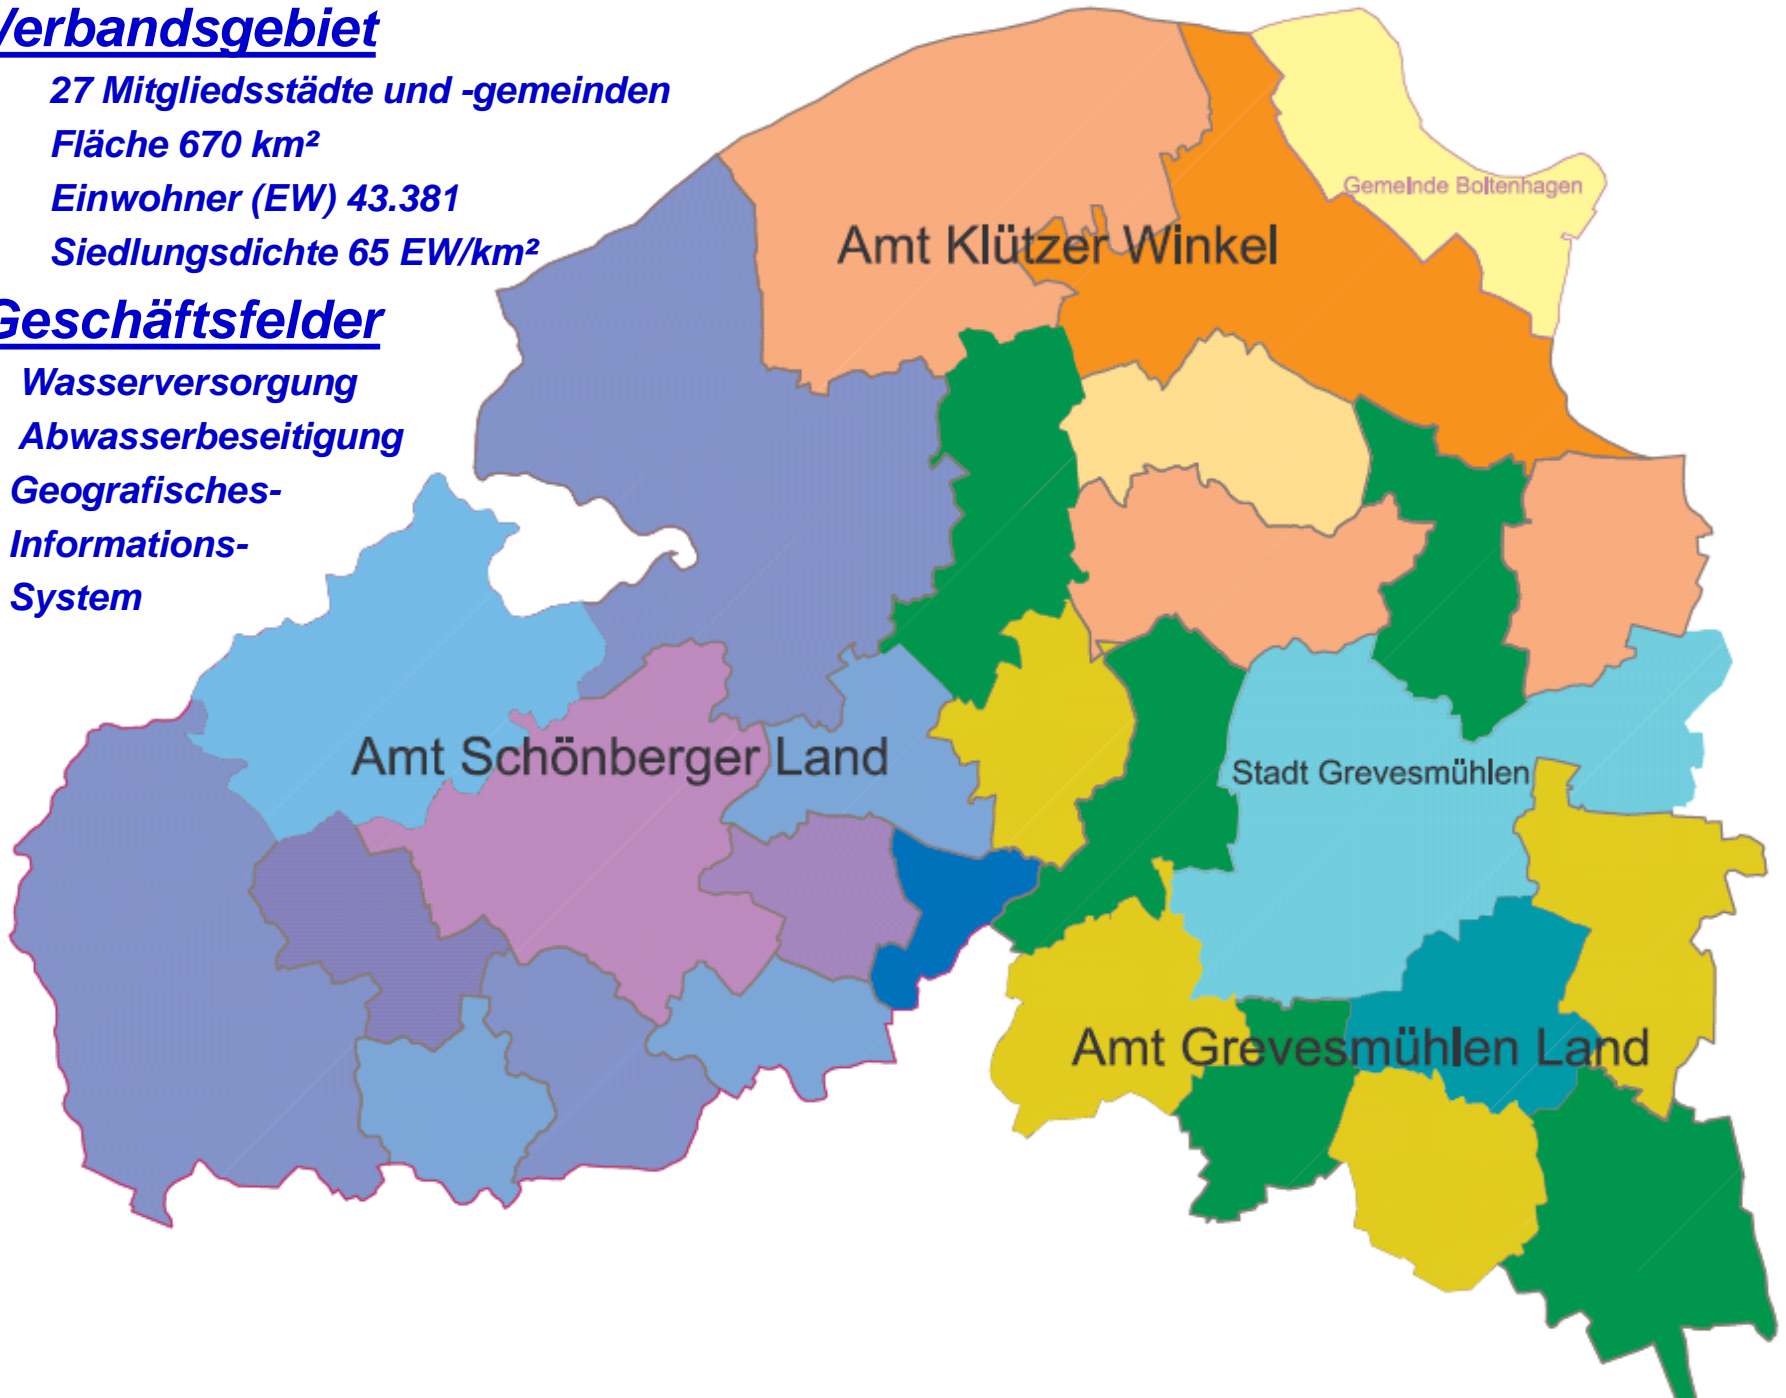 Verbandsgebiet
27 Mitgliedsstädte und -gemeinden
Fläche 670 km²
Einwohner (EW) 43.381
Siedlungsdichte 65 EW/km²
Geschäftsfelder
Wasserversorgung
Abwasserbeseitigung
Geografisches-
Informations-
System
Gemeinde Boltenhagen
Amt Klützer Winkel
Amt Schönberger Land
Stadt Grevesmühlen
Amt Grevesmühlen Land